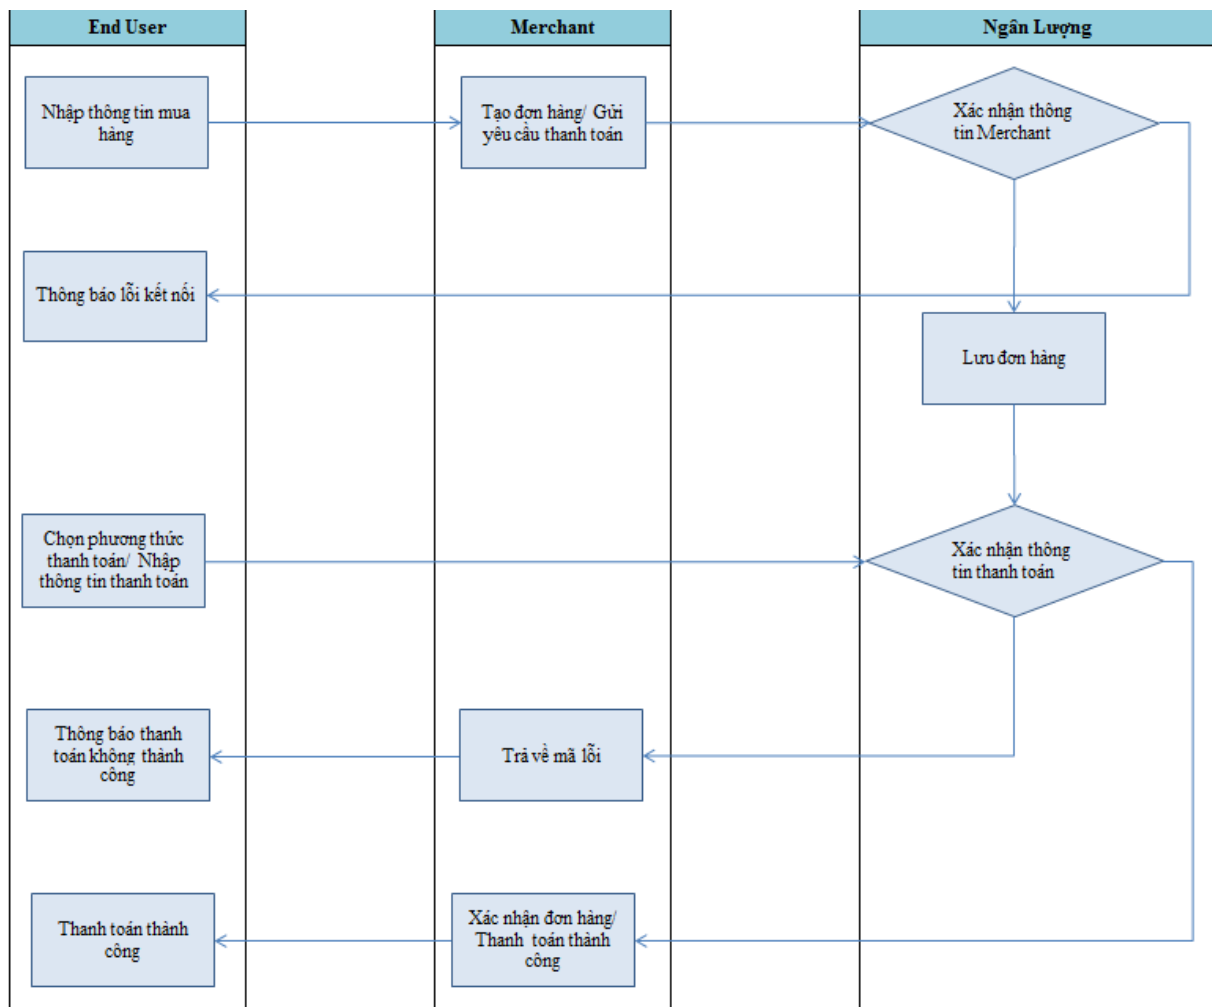 End User
Merchant
Ngân Lượng
Nhập thông tin mua
hàng
Tạo đơn hàng/ Gửi
yêu cầu thanh toán
Xác nhận thông
tin Merchant
Thông báo lỗi kết nối
Lưu đơn hàng
Chọn phương thức
thanh toán/ Nhập
thông tin thanh toán
Xác nhận thông
tin thanh toán
Thông báo thanh
toán không thành
công
Trả về mã lỗi
Thanh toán thành
công
Xác nhận đơn hàng/
Thanh toán thành
công